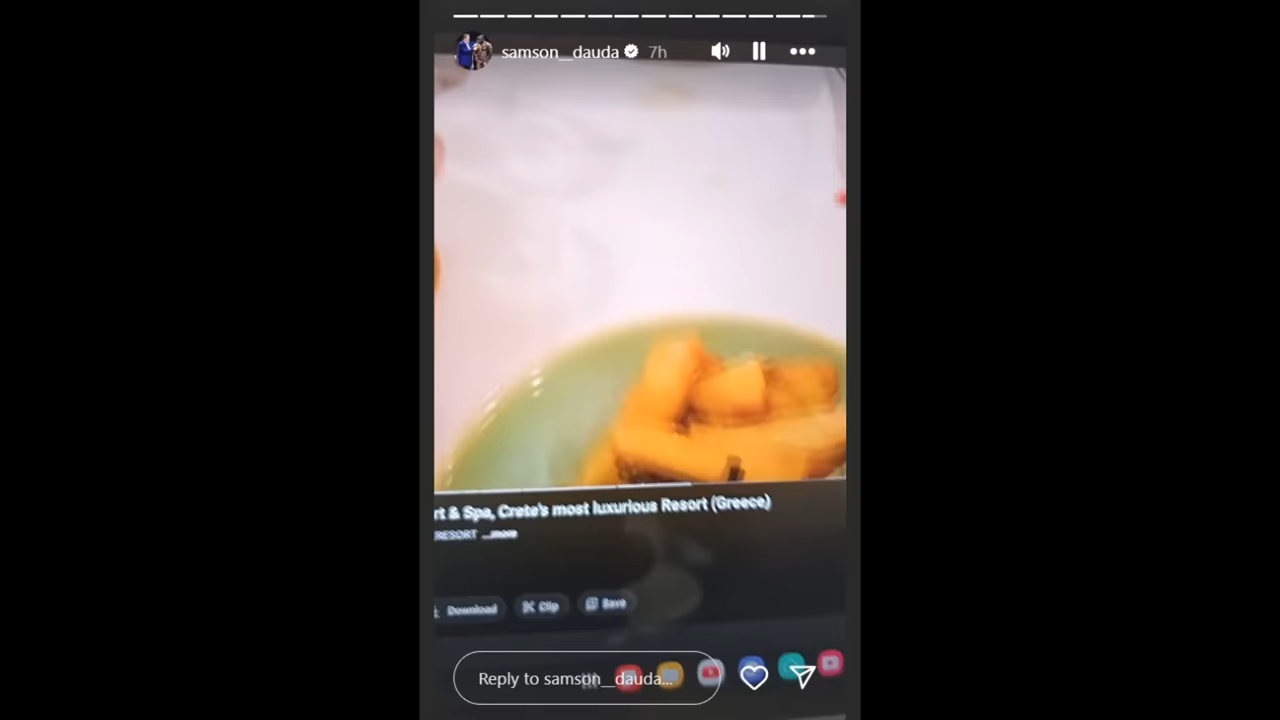 samson__dauda 7h
rt & Spa, Crete's most luxurious Resort (Greece)
RESORT ...more
Download Clip Save
Reply to samson__dauda...